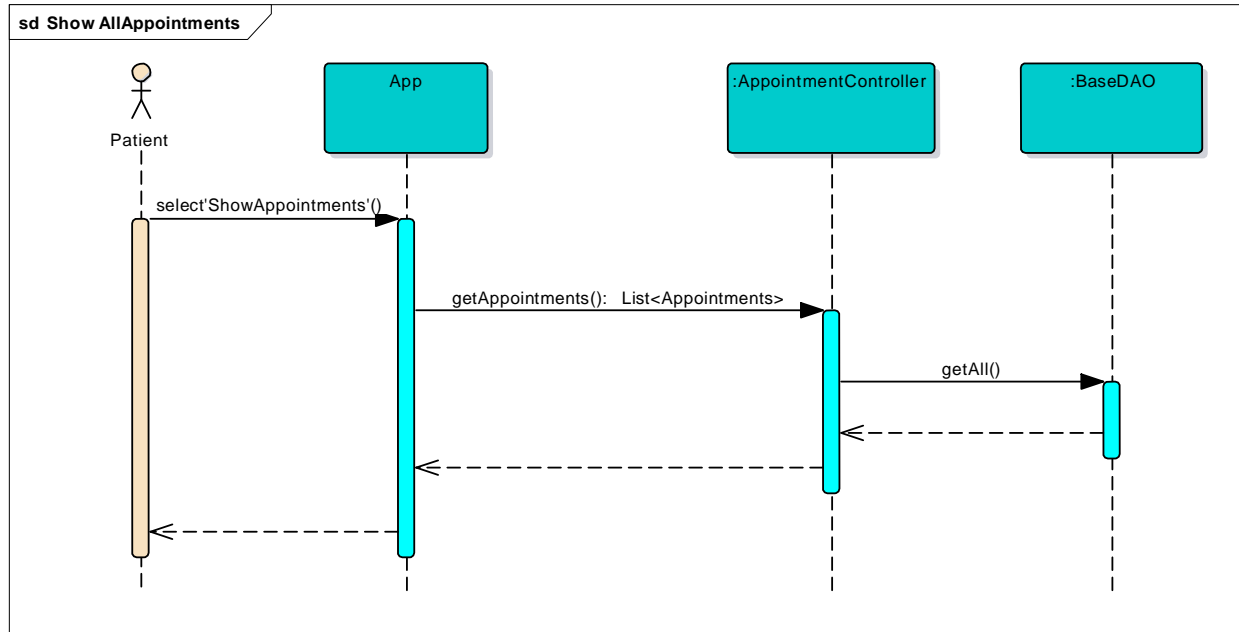 sd Show AllAppointments
App
:AppointmentController
:BaseDAO
Patient
select'ShowAppointments'()
getAppointments(): List<Appointments>
getAll()